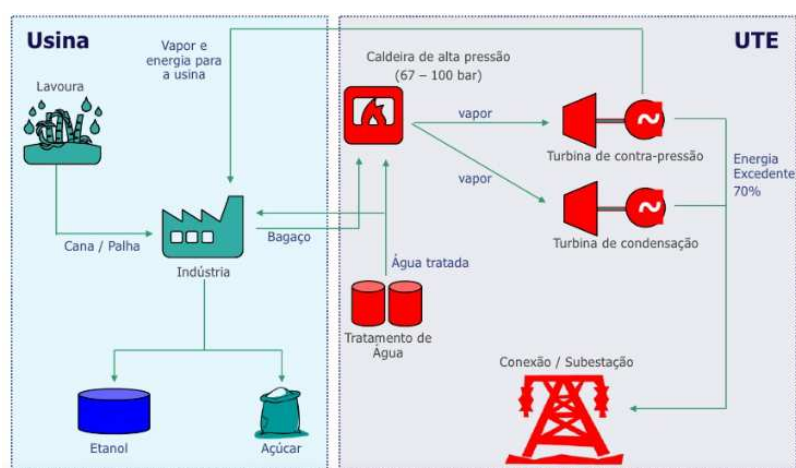 Usina
UTE
Vapor e
energia para
a usina
Caldeira de alta pressão
(67 – 100 bar)
Lavoura
vapor
Turbina de contra-pressão
Energia
Excedente
70%
vapor
Turbina de condensação
Cana / Palha
Bagaço
Indústria
Água tratada
Tratamento de
Água
Conexão / Subestação
Etanol
Açúcar